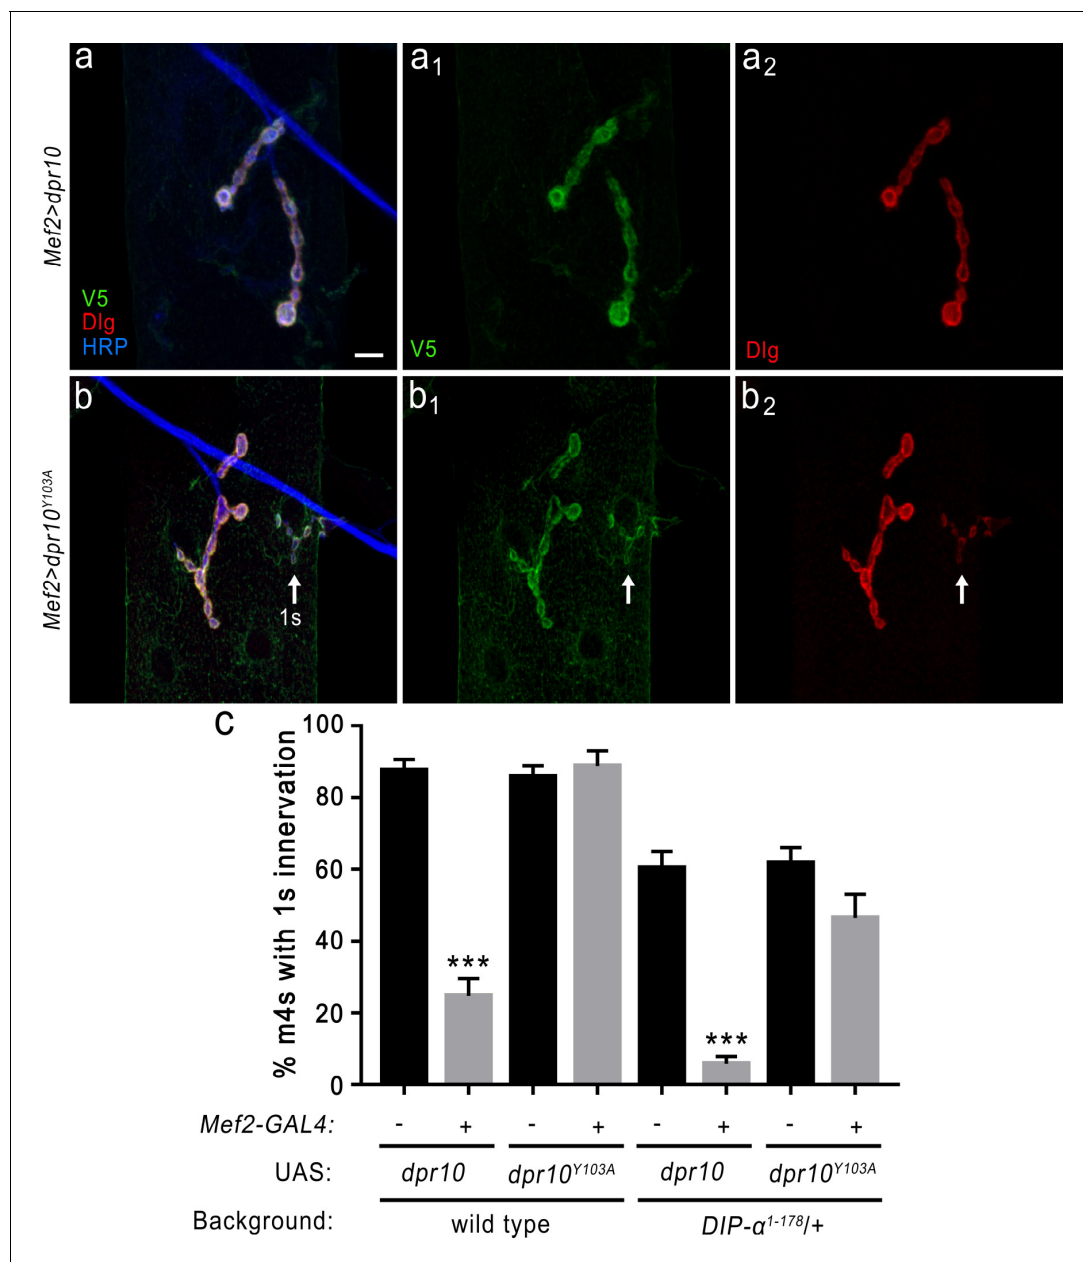 a
a1
a2
Mef2>dpr10
V5
Dlg
HRP
V5
Dlg
b
b1
b2
Mef2>dpr10Y103A
1s
c
% m4s with 1s innervation
100
80
60
40
20
0
***
***
Mef2-GAL4: - + - + - + - +
UAS: dpr10 dpr10Y103A dpr10 dpr10Y103A
Background: wild type DIP-α1-178/+